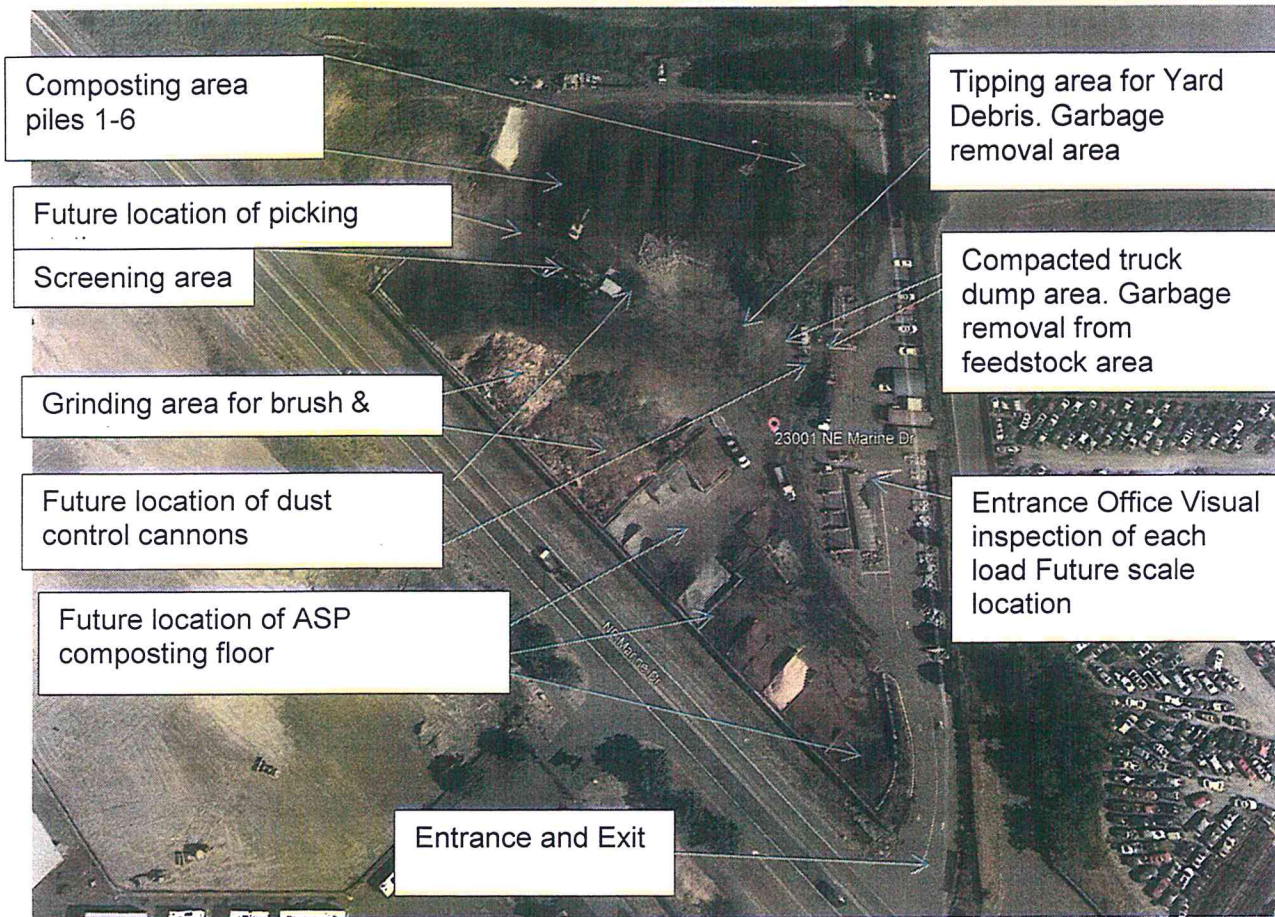 Composting area
piles 1-6
Future location of picking
Screening area
Grinding area for brush &
Future location of dust
control cannons
Future location of ASP
composting floor
Entrance and Exit
Tipping area for Yard
Debris. Garbage
removal area
Compacted truck
dump area. Garbage
removal from
feedstock area
23001 NE Marine Dr
Entrance Office Visual
inspection of each
load Future scale
location
NE Marine Dr